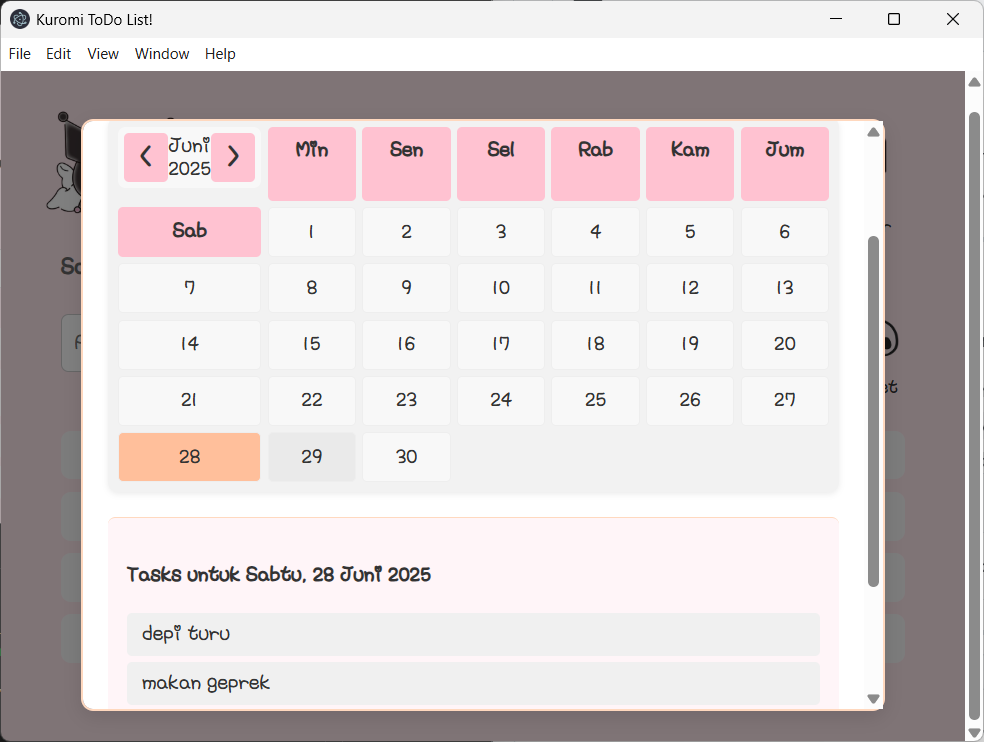 Kuromi ToDo List!
File Edit View Window Help
Juni
2025
Min Sen Sel Rab Kam Jum
Sab 1 2 3 4 5 6
7 8 9 10 11 12 13
14 15 16 17 18 19 20
21 22 23 24 25 26 27
28 29 30
Tasks untuk Sabtu, 28 Juni 2025
depi turu
makan geprek